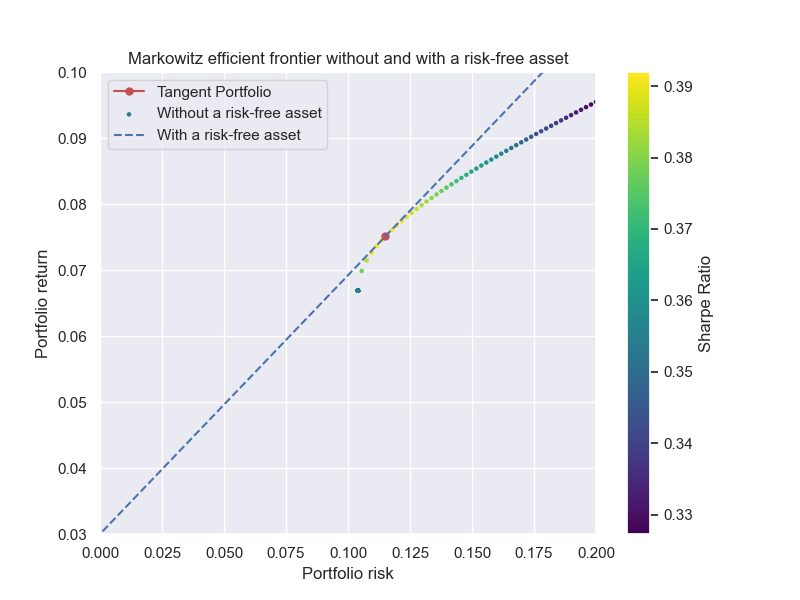 Markowitz efficient frontier without and with a risk-free asset
Tangent Portfolio
Without a risk-free asset
With a risk-free asset
0.10
0.09
0.08
0.07
0.06
0.05
0.04
0.03
Portfolio return
0.000 0.025 0.050 0.075 0.100 0.125 0.150 0.175 0.200
Portfolio risk
0.39
0.38
0.37
0.36
0.35
0.34
0.33
Sharpe Ratio